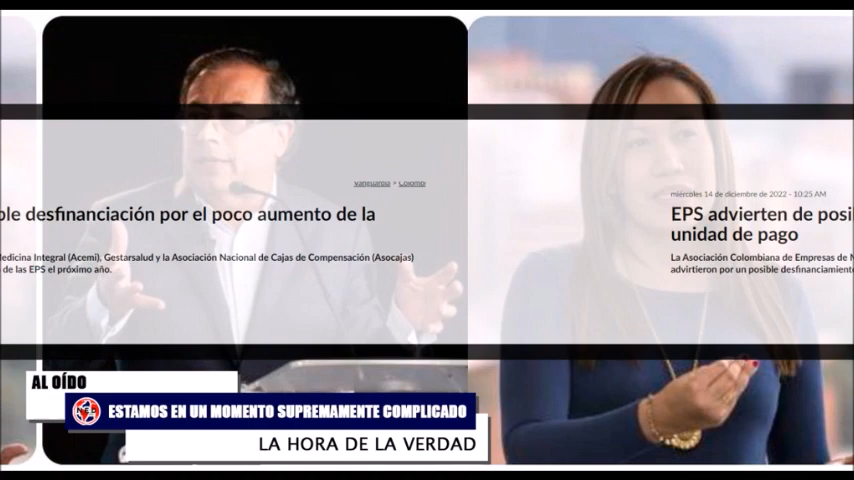 Vanguardia > Colombi
miércoles 14 de diciembre de 2022 - 10:25 AM
ble desfinanciación por el poco aumento de la
EPS advierten de posi
unidad de pago
Medicina Integral (Acemi), Gestarsalud y la Asociación Nacional de Cajas de Compensación (Asocajas)
de las EPS el próximo año.
La Asociación Colombiana de Empresas de M
advirtieron por un posible desfinanciamiento
AL OÍDO
ESTAMOS EN UN MOMENTO SUPREMAMENTE COMPLICADO
LA HORA DE LA VERDAD